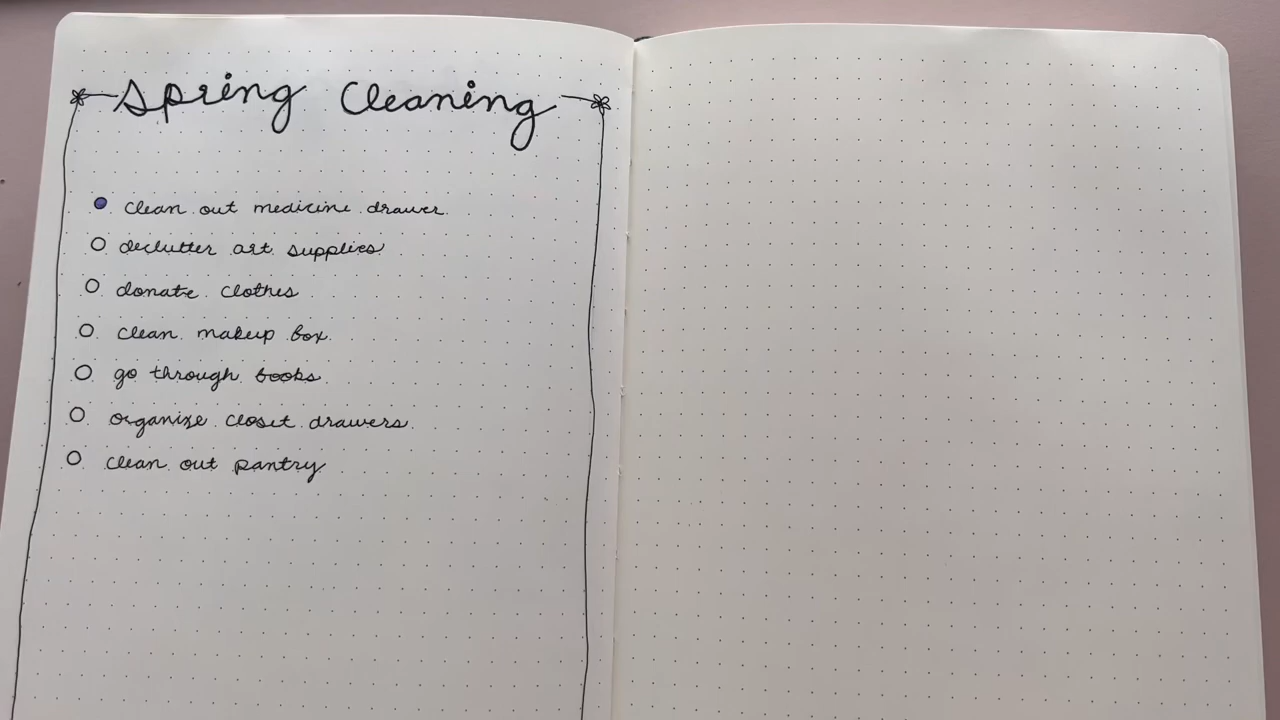 Spring Cleaning
clean out medicine drawer
declutter art supplies
donate clothes
clean makeup box
go through books
organize closet drawers
clean out pantry